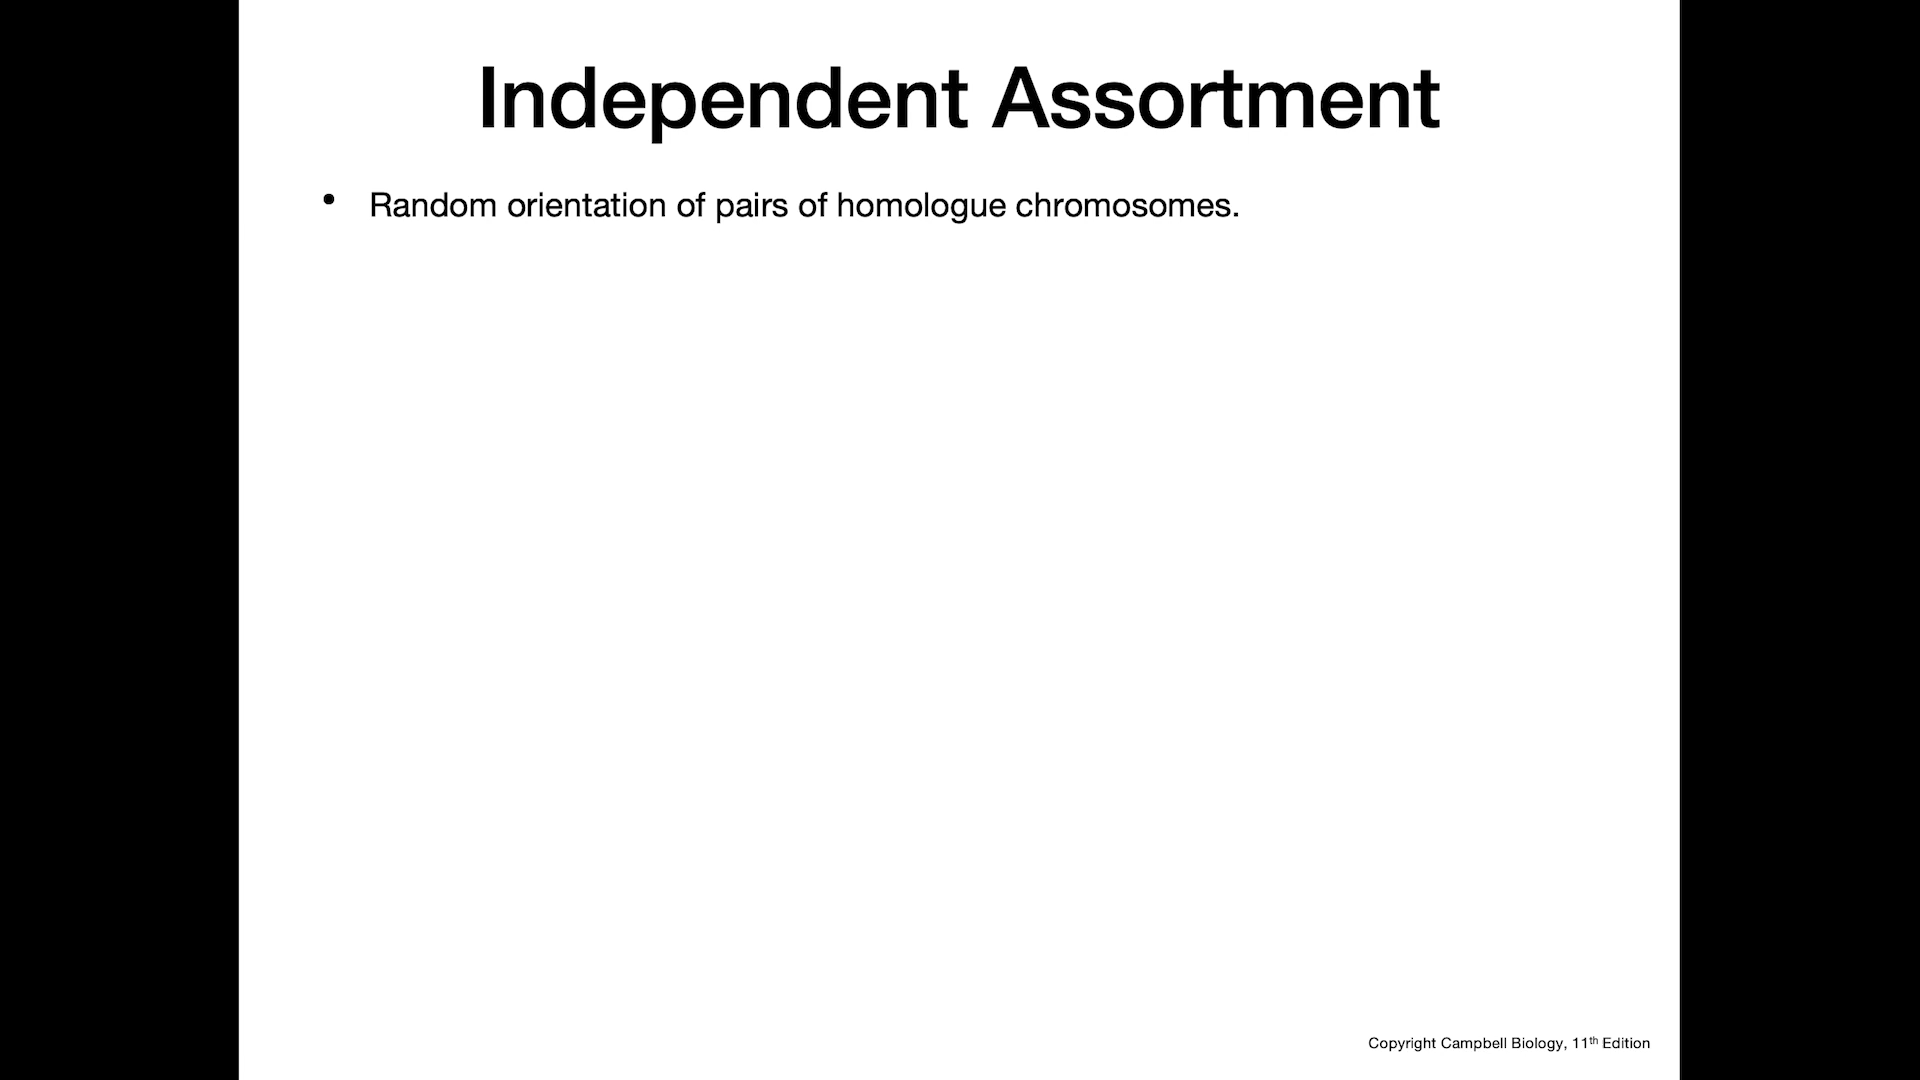 Independent Assortment
• Random orientation of pairs of homologue chromosomes.
Copyright Campbell Biology, 11th Edition